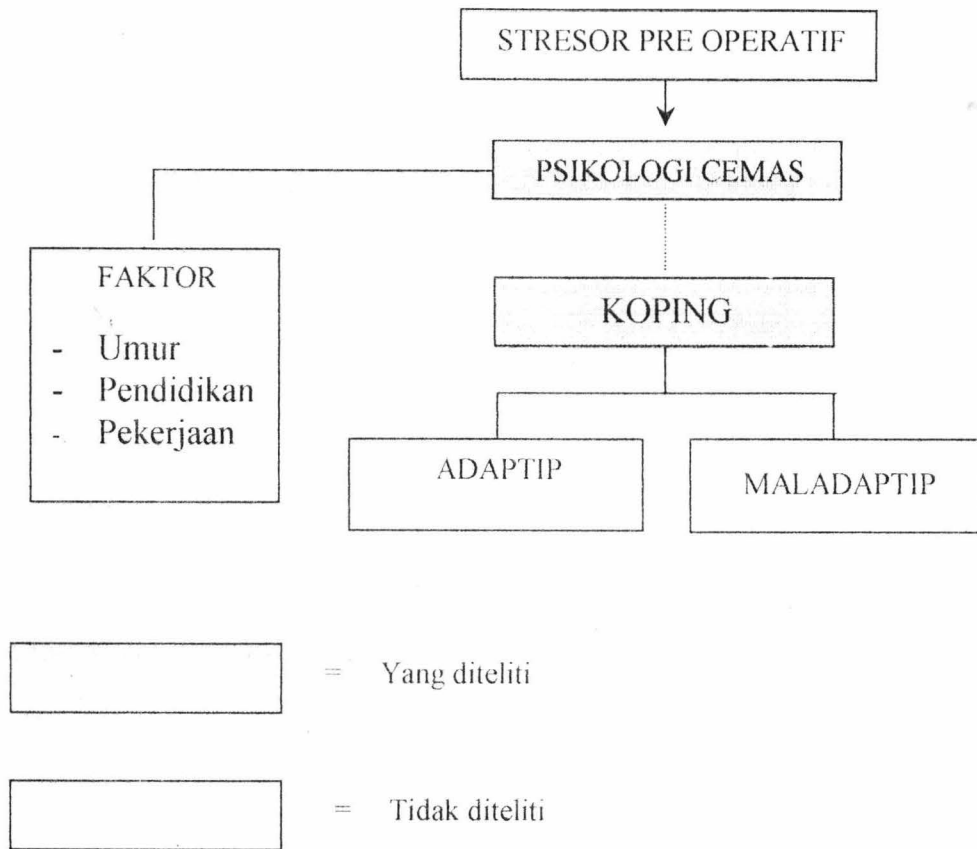 STRESOR PRE OPERATIF
PSIKOLOGI CEMAS
FAKTOR
- Umur
- Pendidikan
- Pekerjaan
KOPING
ADAPTIP
MALADAPTIP
= Yang diteliti
= Tidak diteliti